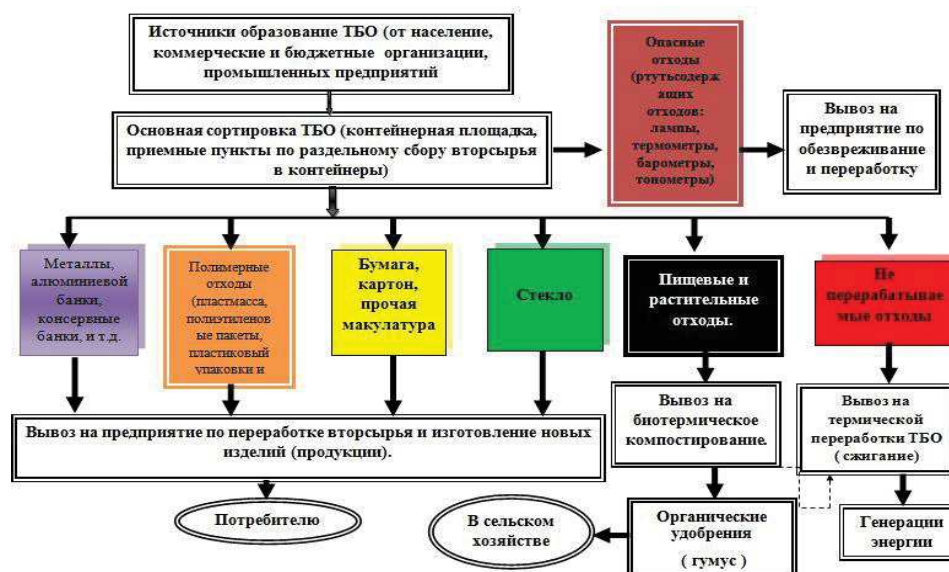 Источники образование ТБО (от население,
коммерческие и бюджетные организации,
промышленных предприятий
Опасные
отходы
(ртутьсодерж
ащих
отходов:
лампы,
термометры,
барометры,
тонометры)
Вывоз на
предприятие по
обезвреживание
и переработку
Основная сортировка ТБО (контейнерная площадка,
приемные пункты по раздельному сбору вторсырья
в контейнеры)
Металлы,
алюминиевой
банки,
консервные
банки, и т.д.
Полимерные
отходы
(пластмасса,
полиэтиленов
ые пакеты,
пластиковый
упаковки и
Бумага,
картон,
прочая
макулатура
Стекло
Пищевые и
растительные
отходы.
Не
перерабатывае
мые отходы
Вывоз на предприятие по переработке вторсырья и изготовление новых
изделий (продукции).
Вывоз на
биотермическое
компостирование.
Вывоз на
термической
переработки ТБО
( сжигание)
Потребителю
В сельском
хозяйстве
Органические
удобрения
( гумус )
Генерации
энергии